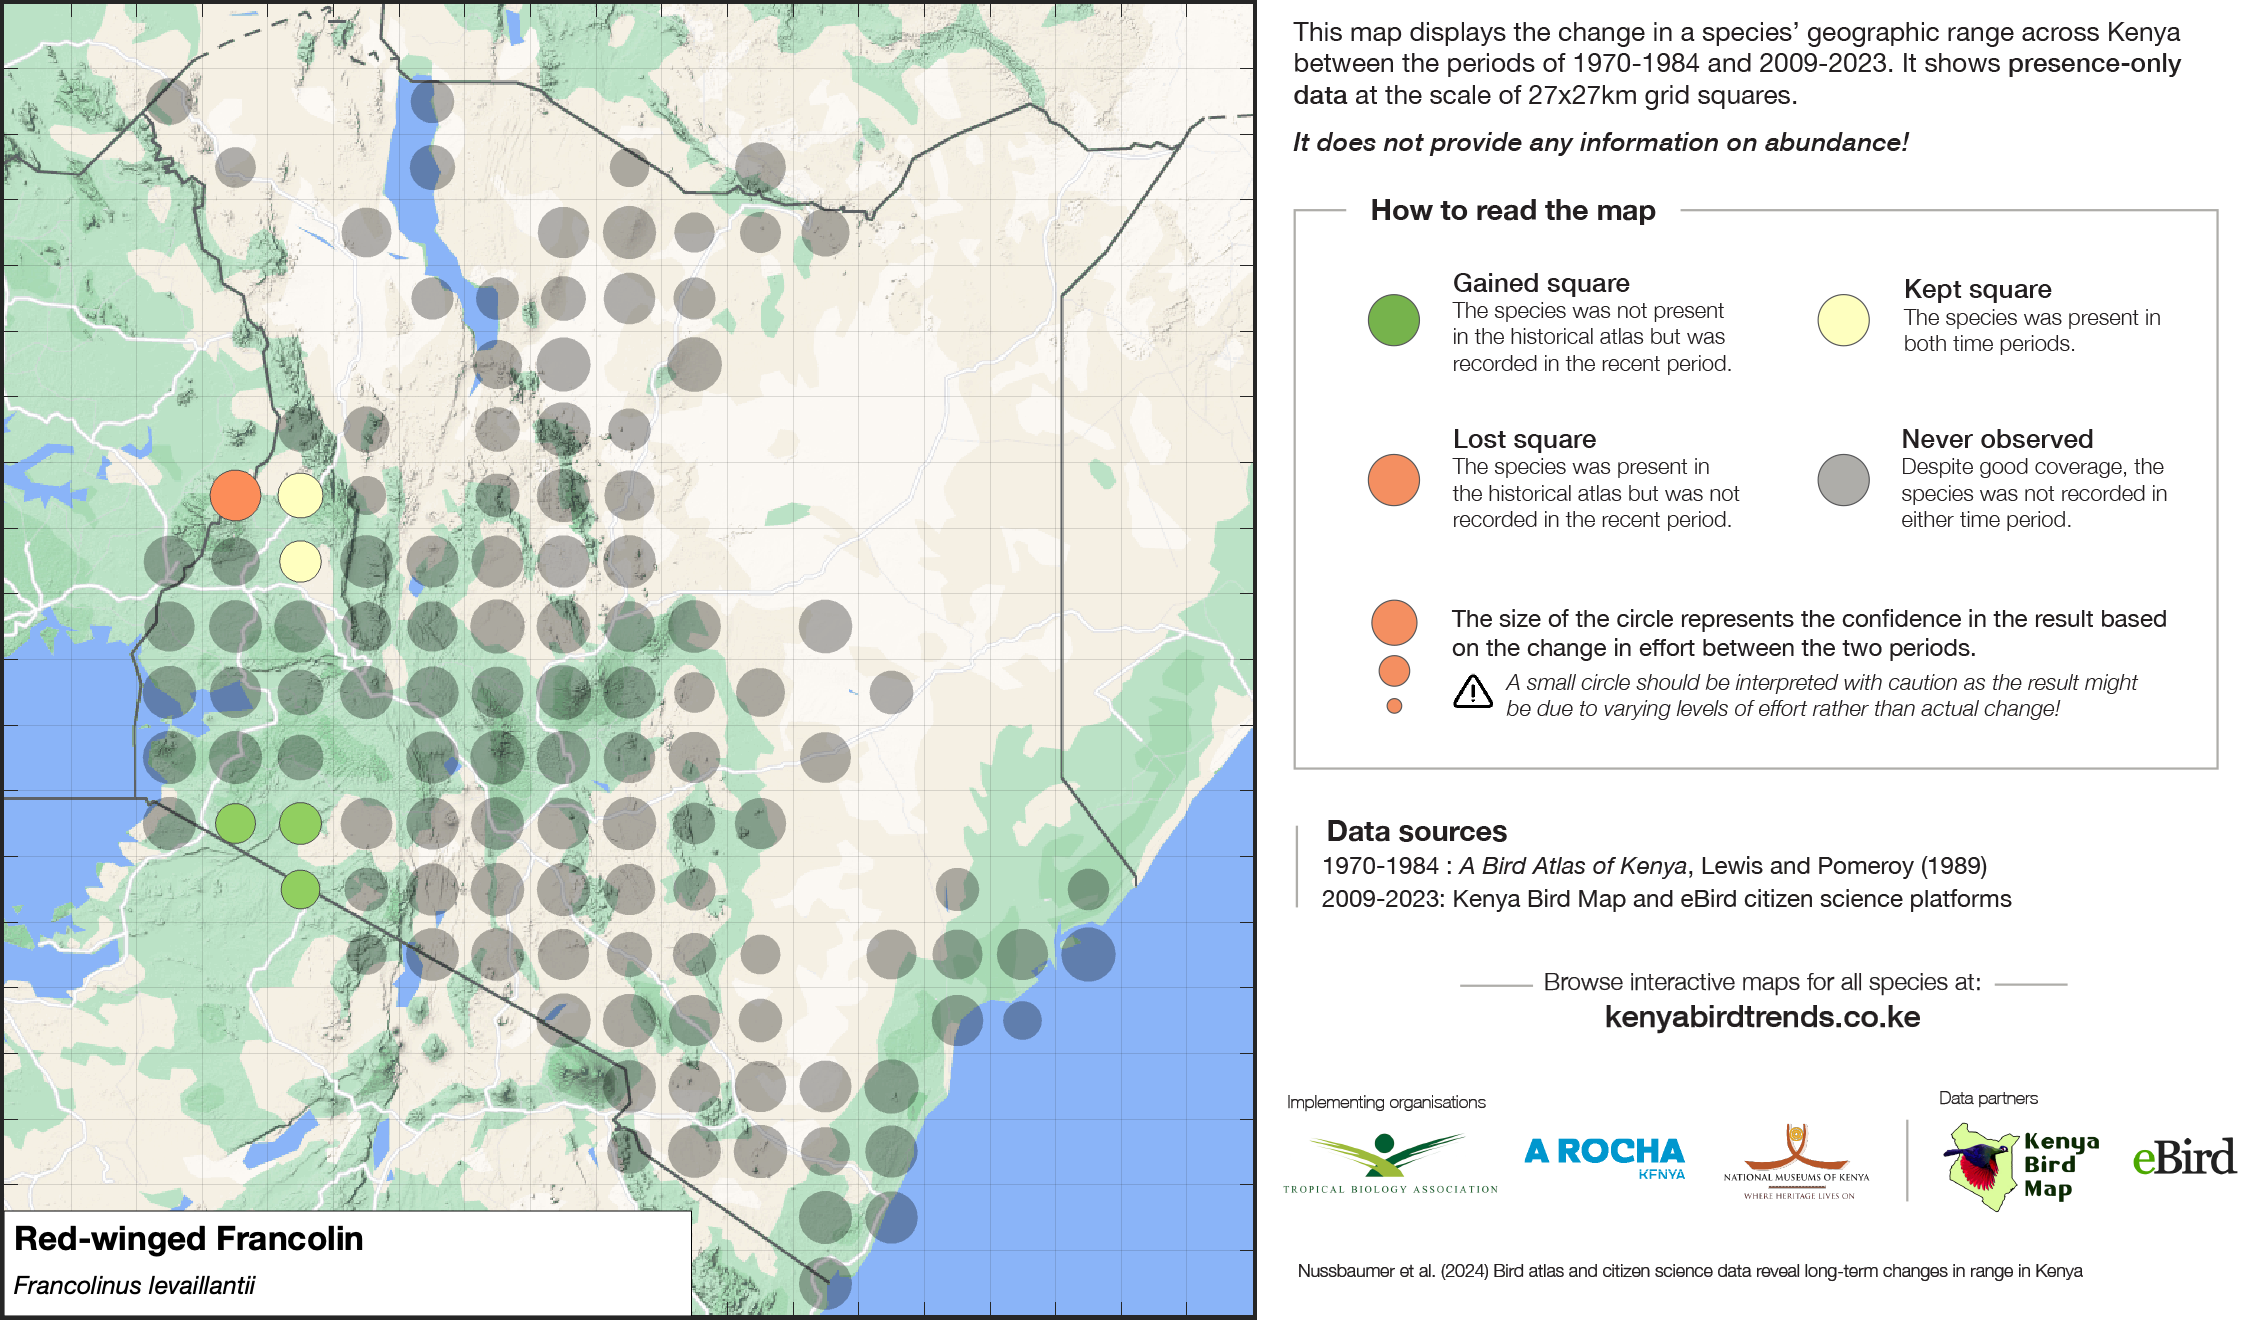 This map displays the change in a species’ geographic range across Kenya
between the periods of 1970-1984 and 2009-2023. It shows presence-only
data at the scale of 27x27km grid squares.
It does not provide any information on abundance!
How to read the map
Gained square
The species was not present
in the historical atlas but was
recorded in the recent period.
Kept square
The species was present in
both time periods.
Lost square
The species was present in
the historical atlas but was not
recorded in the recent period.
Never observed
Despite good coverage, the
species was not recorded in
either time period.
The size of the circle represents the confidence in the result based
on the change in effort between the two periods.
A small circle should be interpreted with caution as the result might
be due to varying levels of effort rather than actual change!
Data sources
1970-1984 : A Bird Atlas of Kenya, Lewis and Pomeroy (1989)
2009-2023: Kenya Bird Map and eBird citizen science platforms
Browse interactive maps for all species at:
kenyabirdtrends.co.ke
Implementing organisations
Data partners
TROPICAL BIOLOGY ASSOCIATION
A ROCHA
KENYA
NATIONAL MUSEUMS OF KENYA
WHERE HERITAGE LIVES ON
Kenya
Bird
Map
eBird
Nussbaumer et al. (2024) Bird atlas and citizen science data reveal long-term changes in range in Kenya
Red-winged Francolin
Francolinus levaillantii